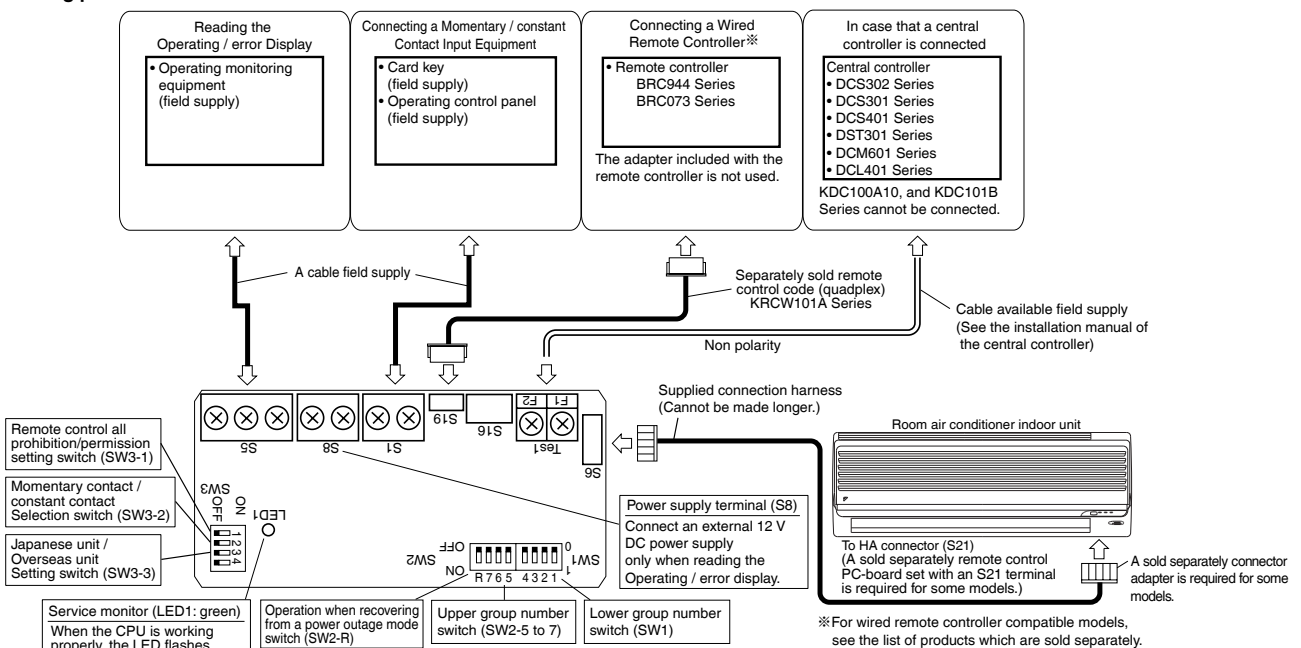 Reading the
Operating / error Display
• Operating monitoring
equipment
(field supply)
Connecting a Momentary / constant
Contact Input Equipment
• Card key
(field supply)
• Operating control panel
(field supply)
Connecting a Wired
Remote Controller※
• Remote controller
BRC944 Series
BRC073 Series
The adapter included with the
remote controller is not used.
In case that a central
controller is connected
Central controller
• DCS302 Series
• DCS301 Series
• DCS401 Series
• DST301 Series
• DCM601 Series
• DCL401 Series
KDC100A10, and KDC101B
Series cannot be connected.
A cable field supply
Separately sold remote
control code (quadplex)
KRCW101A Series
Non polarity
Cable available field supply
(See the installation manual of
the central controller)
S5
S8
S1
S19
S16
F2
F1
Tes1
S6
Supplied connection harness
(Cannot be made longer.)
Room air conditioner indoor unit
To HA connector (S21)
(A sold separately remote control
PC-board set with an S21 terminal
is required for some models.)
A sold separately connector
adapter is required for some
models.
※For wired remote controller compatible models,
see the list of products which are sold separately.
Remote control all
prohibition/permission
setting switch (SW3-1)
Momentary contact /
constant contact
Selection switch (SW3-2)
Japanese unit /
Overseas unit
Setting switch (SW3-3)
SW3
OFF
ON
1
2
3
4
LED1
SW2
OFF
ON
R 7 6 5
4 3 2 1
0
1
SW1
Power supply terminal (S8)
Connect an external 12 V
DC power supply
only when reading the
Operating / error display.
Service monitor (LED1: green)
When the CPU is working
properly, the LED flashes
Operation when recovering
from a power outage mode
switch (SW2-R)
Upper group number
switch (SW2-5 to 7)
Lower group number
switch (SW1)